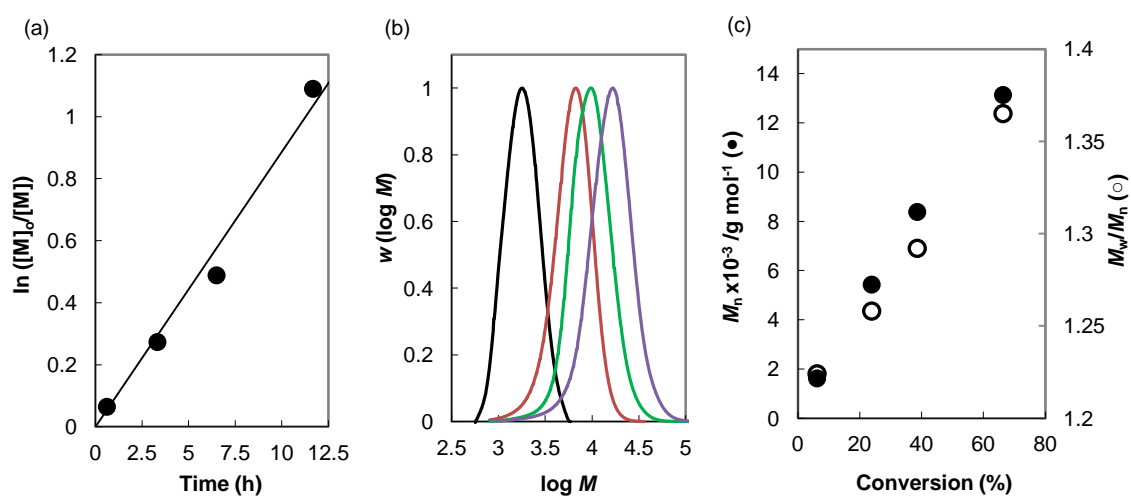 (a)
1.2
1
0.8
0.6
0.4
0.2
0
ln ([M]o/[M])
0 2.5 5 7.5 10 12.5
Time (h)
(b)
1
0.8
0.6
0.4
0.2
0
w (log M)
2.5 3 3.5 4 4.5 5
log M
(c)
14
12
10
8
6
4
2
0
Mn x10-3 /g mol-1 (●)
1.4
1.35
1.3
1.25
1.2
Mw/Mn (○)
0 20 40 60 80
Conversion (%)